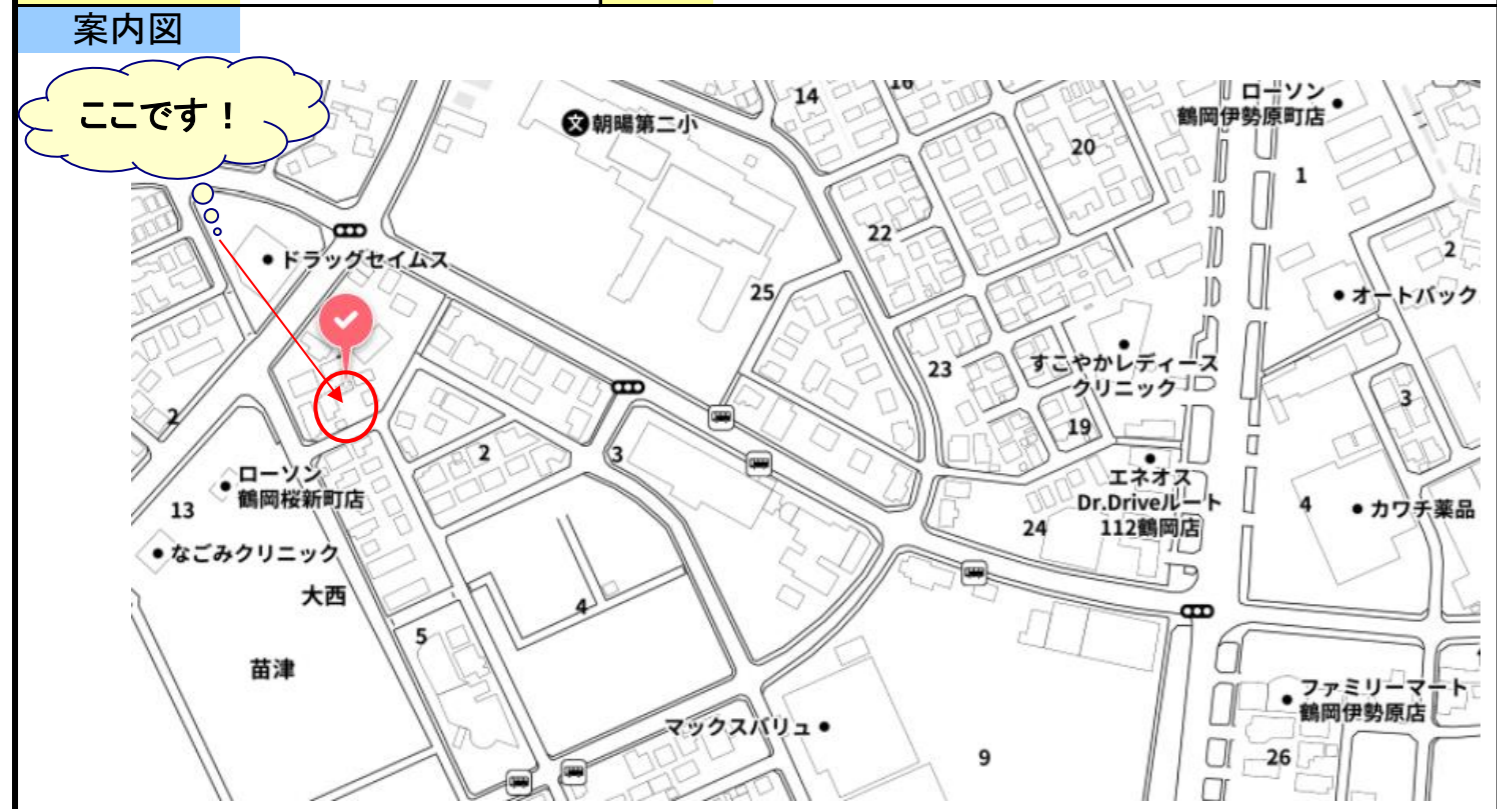 案内図
ここです！
14
16
ローソン
鶴岡伊勢原町店
文
朝暘第二小
20
1
22
2
ドラッグセイムス
25
オートバック
23
すこやかレディース
クリニック
3
2
19
2
3
ローソン
鶴岡桜新町店
エネオス
Dr.Driveルート
112鶴岡店
13
24
4
カワチ薬品
なごみクリニック
大西
4
5
苗津
ファミリーマート
鶴岡伊勢原店
マックスバリュ
9
26